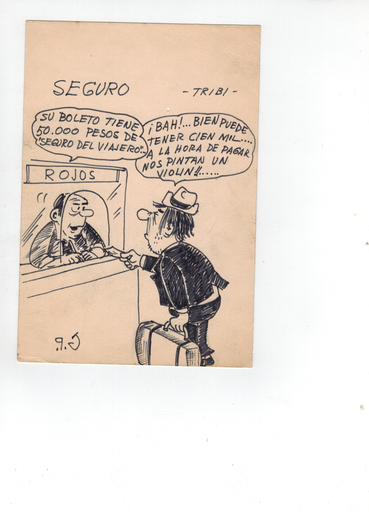 SEGURO
- TRIBI -
SU BOLETO TIENE
50.000 PESOS DE
"SEGURO DEL VIAJERO"..
¡BAH!... BIEN PUEDE
TENER CIEN MIL....
A LA HORA DE PAGAR
NOS PINTAN UN
VIOLIN!!.....
ROJOS